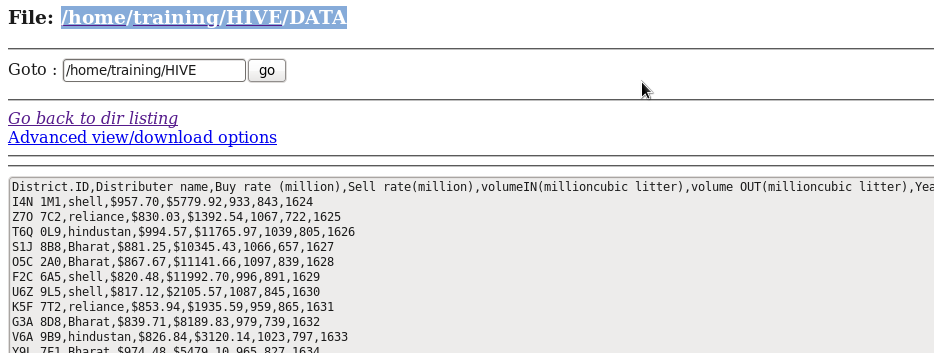 File: /home/training/HIVE/DATA
Goto : /home/training/HIVE go
Go back to dir listing
Advanced view/download options
District.ID,Distributer name,Buy rate (million),Sell rate(million),volumeIN(millioncubic litter),volume OUT(millioncubic litter),Yea
I4N 1M1,shell,$957.70,$5779.92,933,843,1624
Z7O 7C2,reliance,$830.03,$1392.54,1067,722,1625
T6Q 0L9,hindustan,$994.57,$11765.97,1039,805,1626
S1J 8B8,Bharat,$881.25,$10345.43,1066,657,1627
O5C 2A0,Bharat,$867.67,$11141.66,1097,839,1628
F2C 6A5,shell,$820.48,$11992.70,996,891,1629
U6Z 9L5,shell,$817.12,$2105.57,1087,845,1630
K5F 7T2,reliance,$853.94,$1935.59,959,865,1631
G3A 8D8,Bharat,$839.71,$8189.83,979,739,1632
V6A 9B9,hindustan,$826.84,$3120.14,1023,797,1633
Y9L 7E1,Bharat,$974.48,$5479.10,965,827,1634